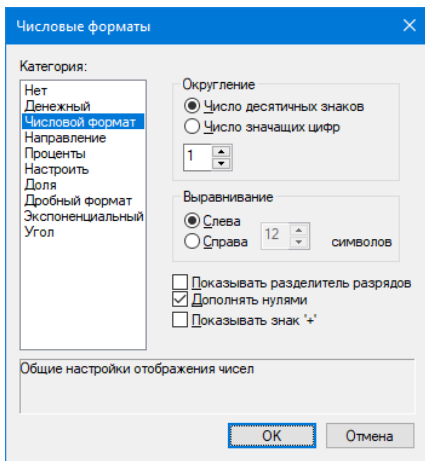 Числовые форматы
Категория:
Нет
Денежный
Числовой формат
Направление
Проценты
Настроить
Доля
Дробный формат
Экспоненциальный
Угол
Округление
Число десятичных знаков
Число значащих цифр
1
Выравнивание
Слева
Справа 12 символов
Показывать разделитель разрядов
Дополнять нулями
Показывать знак '+'
Общие настройки отображения чисел
OK Отмена